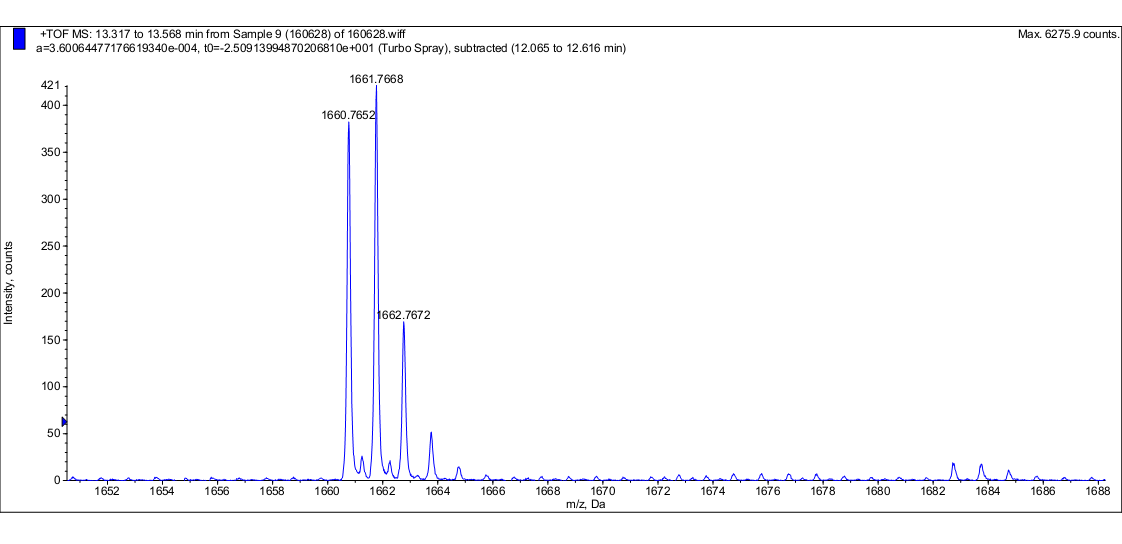 +TOF MS: 13.317 to 13.568 min from Sample 9 (160628) of 160628.wiff
a=3.60064477176619340e-004, t0=-2.50913994870206810e+001 (Turbo Spray), subtracted (12.065 to 12.616 min)
Max. 6275.9 counts.
1661.7668
421
400
1660.7652
350
300
250
200
1662.7672
150
100
50
0
Intensity, counts
1652 1654 1656 1658 1660 1662 1664 1666 1668 1670 1672 1674 1676 1678 1680 1682 1684 1686 1688
m/z, Da